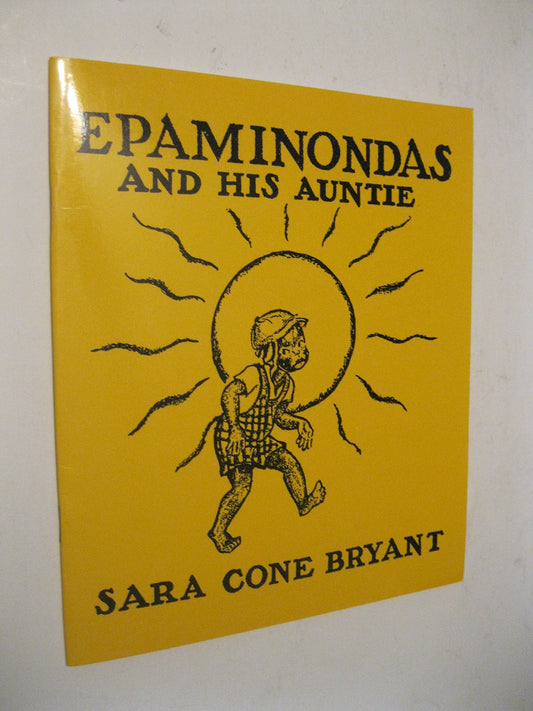 EPAMINONDAS
AND HIS AUNTIE
SARA CONE BRYANT